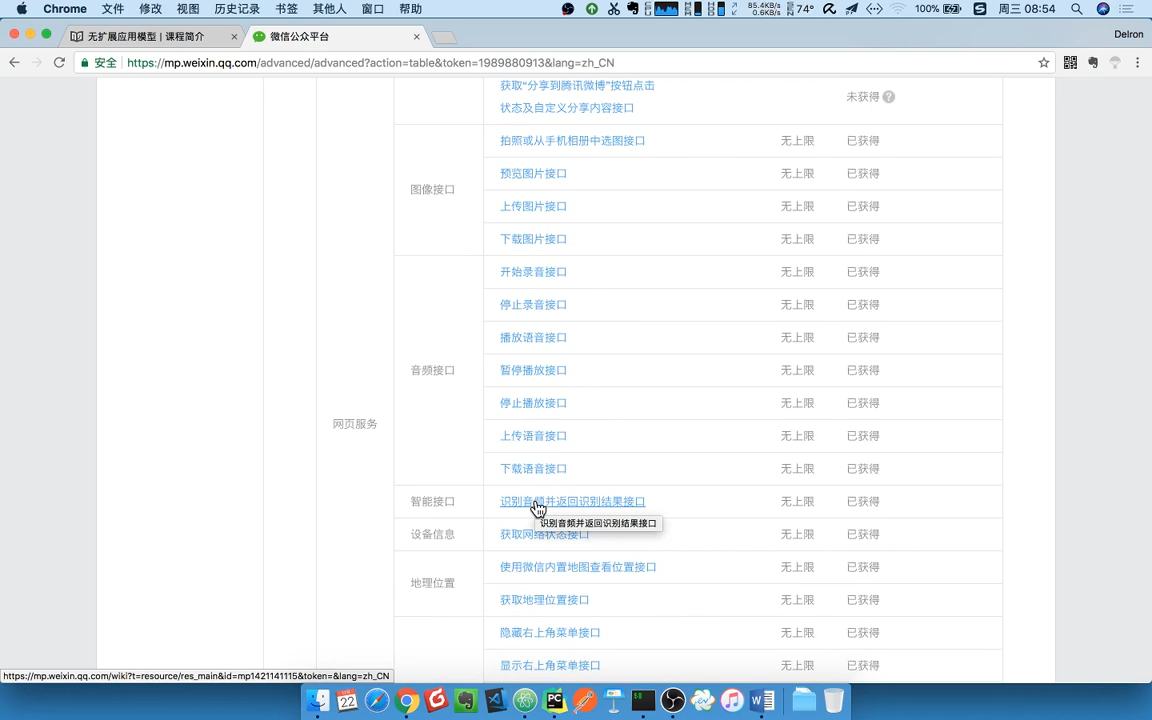 Chrome 文件 修改 视图 历史记录 书签 其他人 窗口 帮助 85.4KB/s 0.6KB/s 74° 100% 周三 08:54
无扩展应用模型 | 课程简介 微信公众平台 Delron
安全 https://mp.weixin.qq.com/advanced/advanced?action=table&token=1989880913&lang=zh_CN
获取“分享到腾讯微博”按钮点击
状态及自定义分享内容接口 未获得 ?
拍照或从手机相册中选图接口 无上限 已获得
预览图片接口 无上限 已获得
图像接口
上传图片接口 无上限 已获得
下载图片接口 无上限 已获得
开始录音接口 无上限 已获得
停止录音接口 无上限 已获得
播放语音接口 无上限 已获得
音频接口 暂停播放接口 无上限 已获得
停止播放接口 无上限 已获得
网页服务
上传语音接口 无上限 已获得
下载语音接口 无上限 已获得
智能接口 识别音频并返回识别结果接口 无上限 已获得
识别音频并返回识别结果接口
设备信息 获取网络状态接口 无上限 已获得
使用微信内置地图查看位置接口 无上限 已获得
地理位置
获取地理位置接口 无上限 已获得
隐藏右上角菜单接口 无上限 已获得
显示右上角菜单接口 无上限 已获得
https://mp.weixin.qq.com/wiki?t=resource/res_main&id=mp1421141115&token=&lang=zh_CN
22
PC